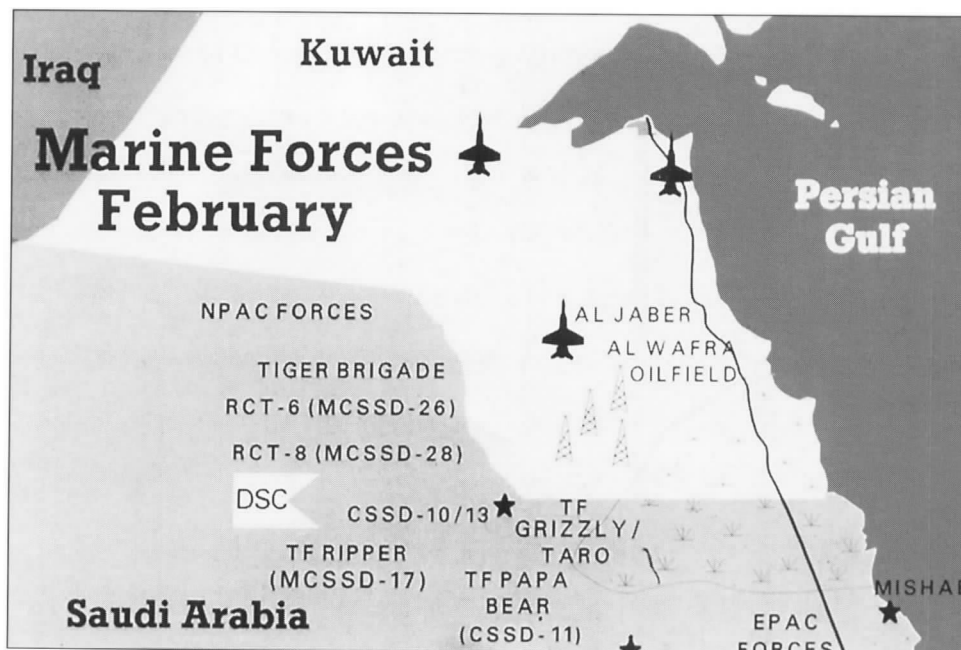 Kuwait
Iraq
Marine Forces
February
Persian
Gulf
NPAC FORCES
AL JABER
AL WAFRA
OILFIELD
TIGER BRIGADE
RCT-6 (MCSSD-26)
RCT-8 (MCSSD-28)
DSC
CSSD-10/13
TF
GRIZZLY/
TARO
TF RIPPER
(MCSSD-17)
TF PAPA
BEAR
(CSSD-11)
MISHAB
EPAC
FORCES
Saudi Arabia